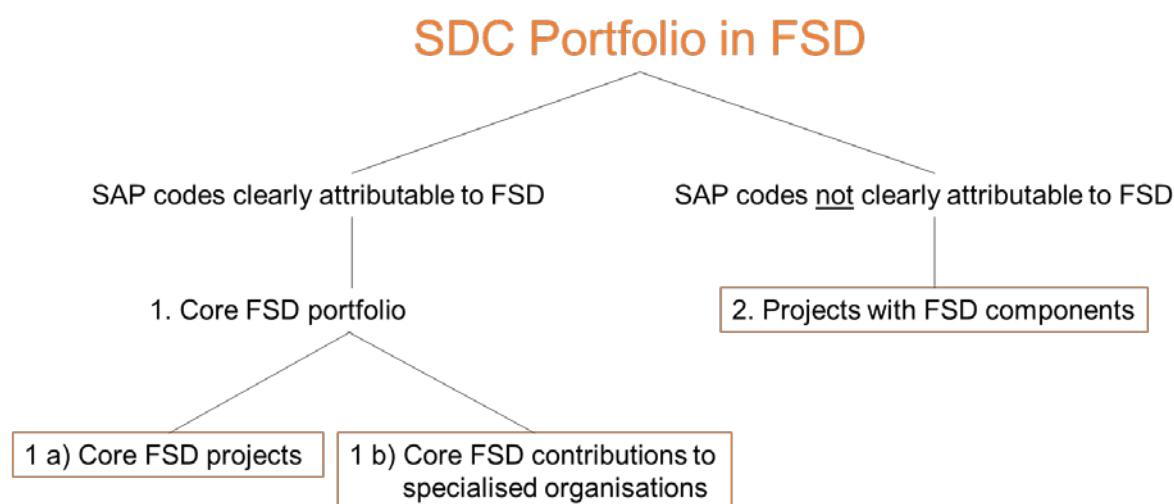 SDC Portfolio in FSD
SAP codes clearly attributable to FSD
SAP codes not clearly attributable to FSD
1. Core FSD portfolio
2. Projects with FSD components
1 a) Core FSD projects
1 b) Core FSD contributions to
specialised organisations